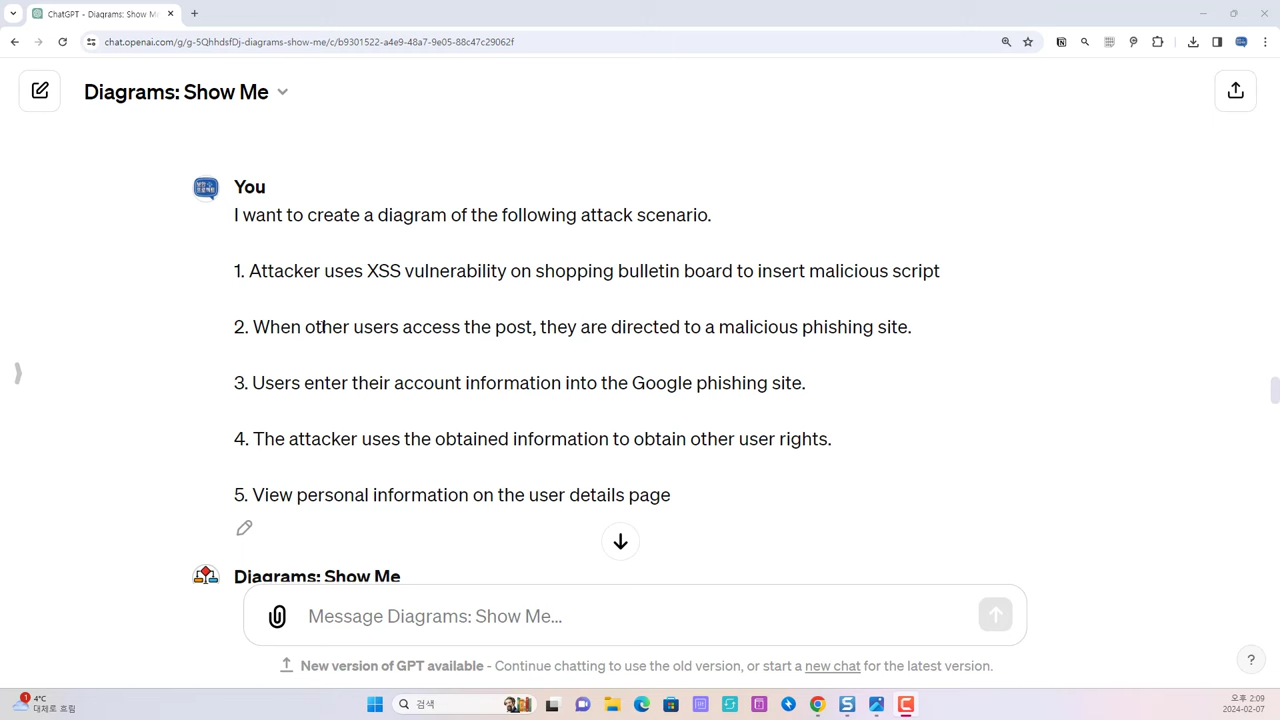 ChatGPT - Diagrams: Show Me
chat.openai.com/g/g-5QhhdsfDj-diagrams-show-me/c/b9301522-a4e9-48a7-9e05-88c47c29062f
Diagrams: Show Me
You
I want to create a diagram of the following attack scenario.
1. Attacker uses XSS vulnerability on shopping bulletin board to insert malicious script
2. When other users access the post, they are directed to a malicious phishing site.
3. Users enter their account information into the Google phishing site.
4. The attacker uses the obtained information to obtain other user rights.
5. View personal information on the user details page
Diagrams: Show Me
Message Diagrams: Show Me...
New version of GPT available - Continue chatting to use the old version, or start a new chat for the latest version.
?
1
4°C
대체로 흐림
검색
오후 2:09
2024-02-07